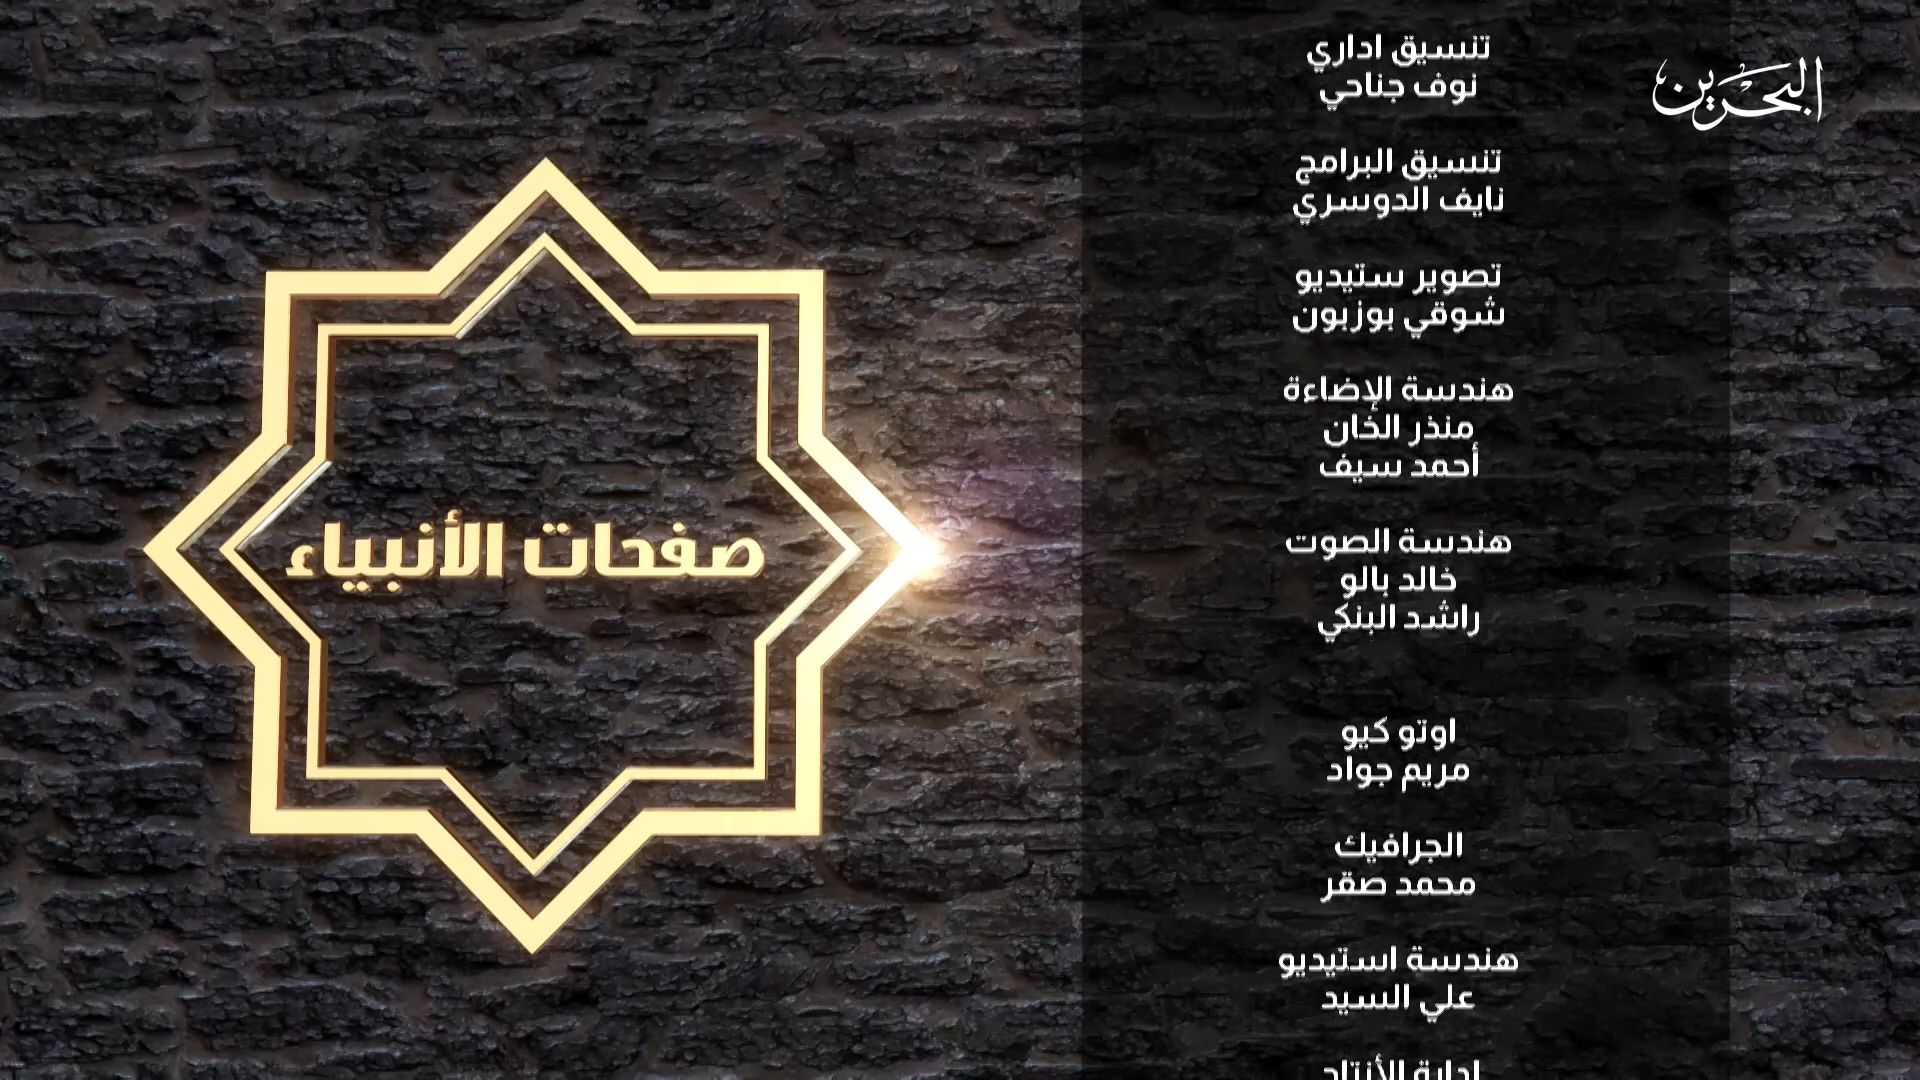 البحرين
صفحات الأنبياء
تنسيق اداري
نوف جناحي
تنسيق البرامج
نايف الدوسري
تصوير ستيديو
شوقي بوزبون
هندسة الإضاءة
منذر الخان
أحمد سيف
هندسة الصوت
خالد بالو
راشد البنكي
اوتو كيو
مريم جواد
الجرافيك
محمد صقر
هندسة استيديو
علي السيد